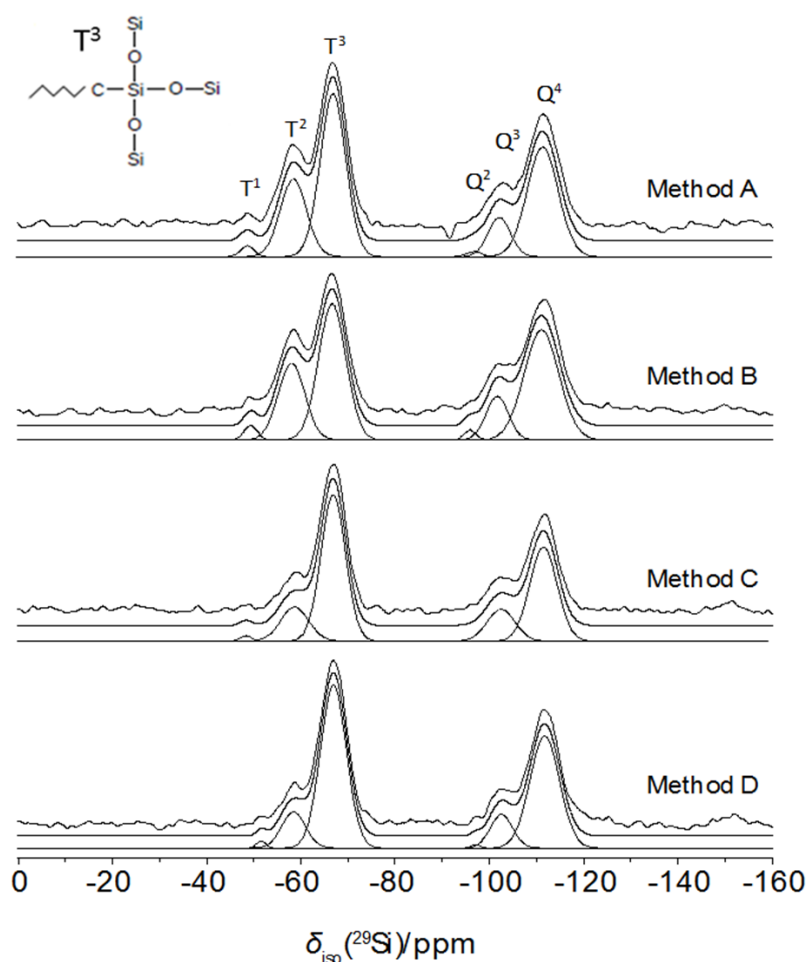 T³
Si
O
C Si O Si
O
Si
T¹
T²
T³
Q²
Q³
Q⁴
Method A
Method B
Method C
Method D
0 -20 -40 -60 -80 -100 -120 -140 -160
δiso(²⁹Si)/ppm